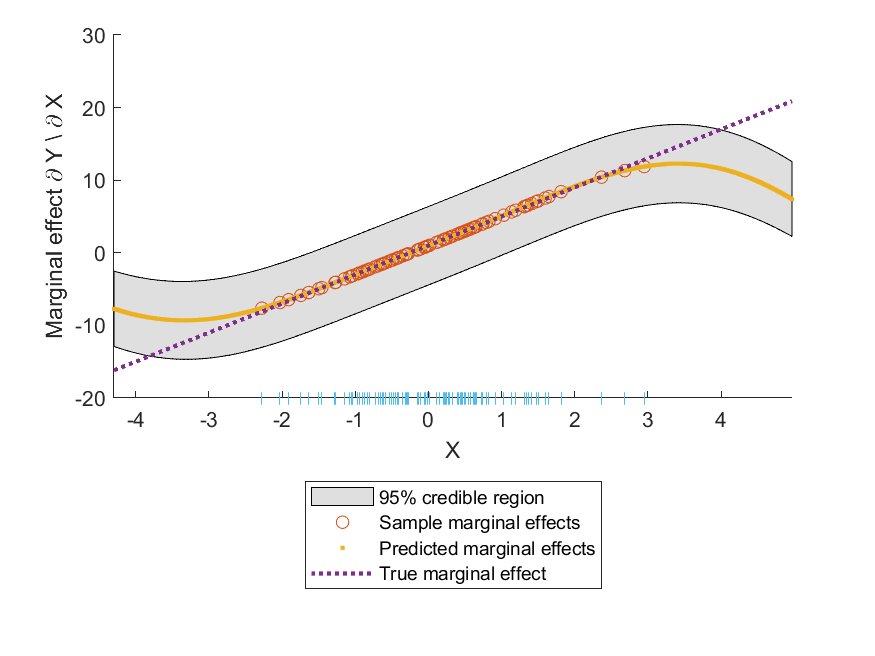 30
20
10
0
-10
-20
Marginal effect ∂ Y \ ∂ X
-4 -3 -2 -1 0 1 2 3 4
X
95% credible region
Sample marginal effects
Predicted marginal effects
True marginal effect